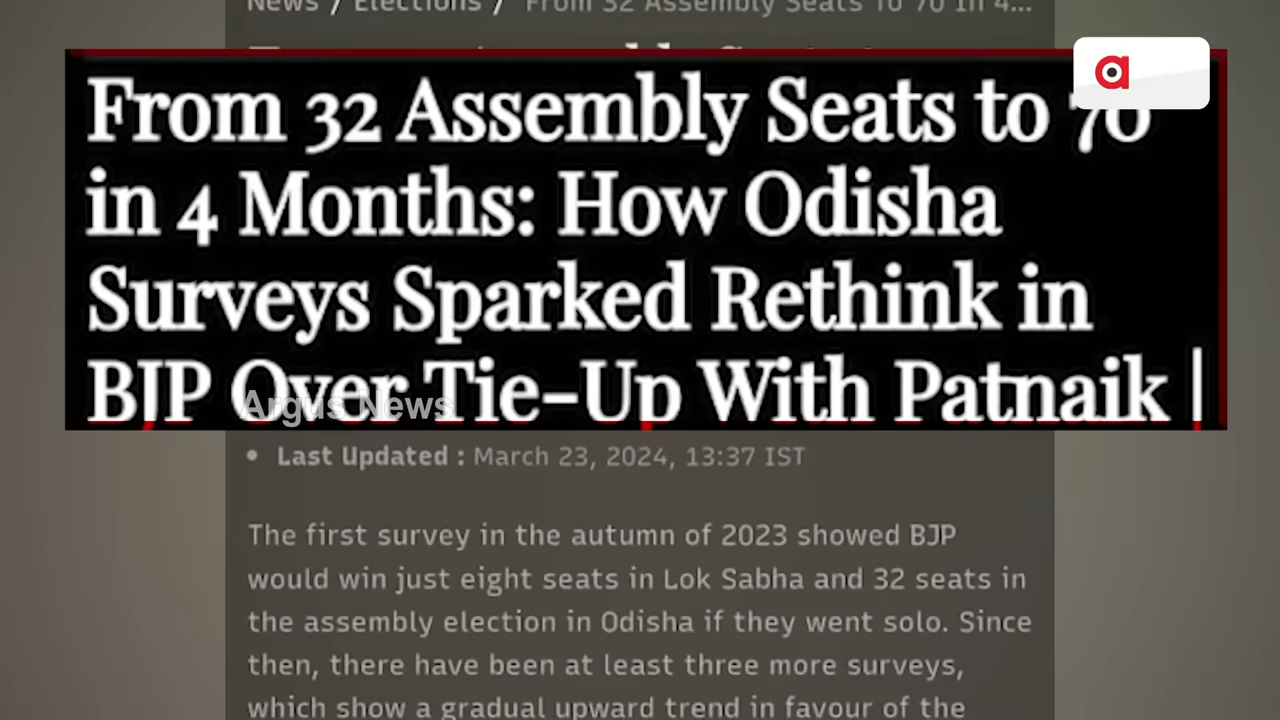 News / Elections / From 32 Assembly Seats To 70 In 4...
From 32 Assembly Seats to 70
in 4 Months: How Odisha
Surveys Sparked Rethink in
BJP Over Tie-Up With Patnaik |
Argus News
• Last Updated : March 23, 2024, 13:37 IST
The first survey in the autumn of 2023 showed BJP
would win just eight seats in Lok Sabha and 32 seats in
the assembly election in Odisha if they went solo. Since
then, there have been at least three more surveys,
which show a gradual upward trend in favour of the